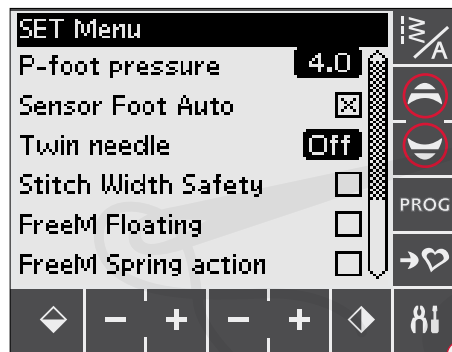 SET Menu
P-foot pressure 4.0
Sensor Foot Auto
Twin needle Off
Stitch Width Safety
FreeM Floating
FreeM Spring action
A
PROG